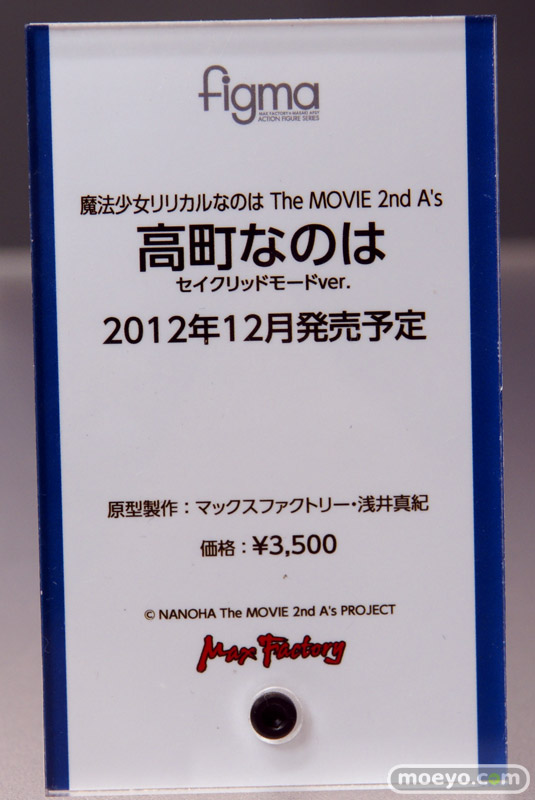 figma
MAX FACTORY & MASAKI APSY
ACTION FIGURE SERIES
魔法少女リリカルなのは The MOVIE 2nd A's
高町なのは
セイクリッドモードver.
2012年12月発売予定
原型製作：マックスファクトリー・浅井真紀
価格：¥3,500
© NANOHA The MOVIE 2nd A's PROJECT
Max Factory
moeyo.com